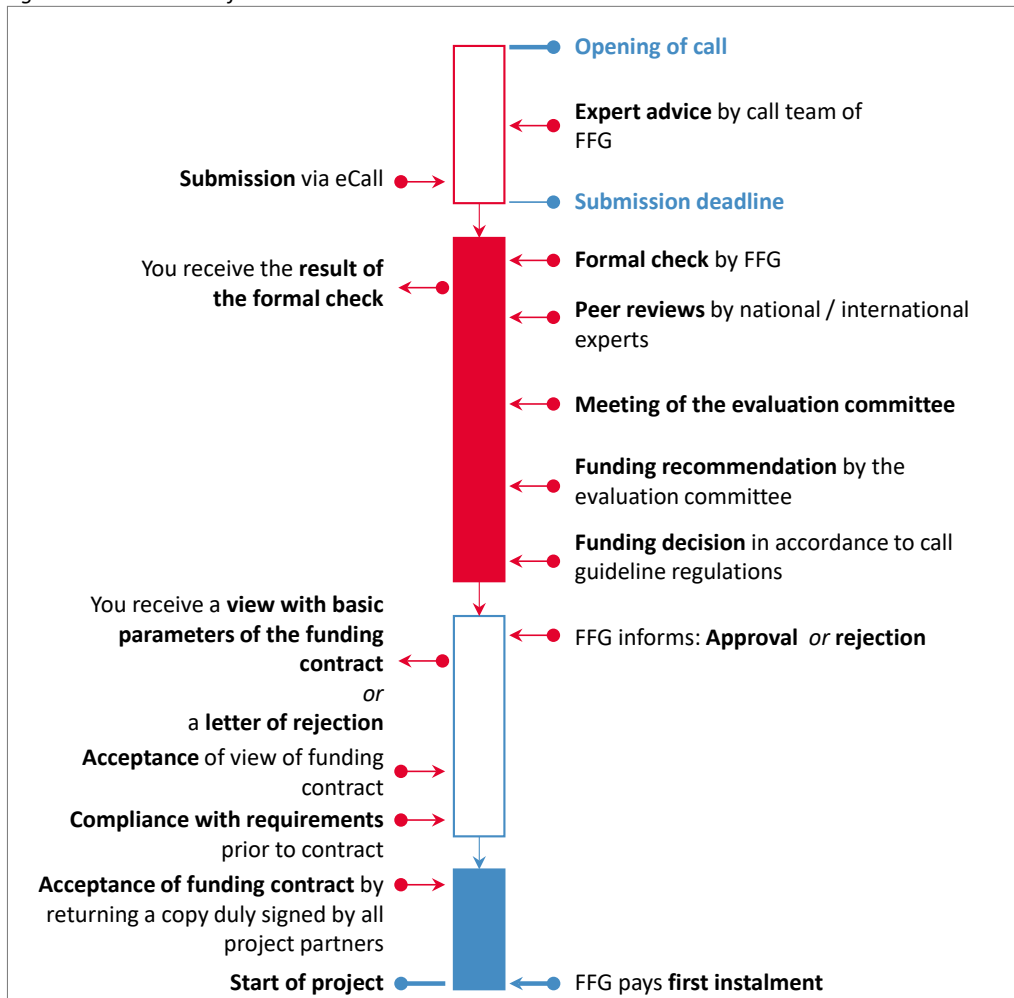 Opening of call
Expert advice by call team of
FFG
Submission via eCall
Submission deadline
Formal check by FFG
You receive the result of
the formal check
Peer reviews by national / international
experts
Meeting of the evaluation committee
Funding recommendation by the
evaluation committee
Funding decision in accordance to call
guideline regulations
You receive a view with basic
parameters of the funding
contract
or
a letter of rejection
FFG informs: Approval or rejection
Acceptance of view of funding
contract
Compliance with requirements
prior to contract
Acceptance of funding contract by
returning a copy duly signed by all
project partners
Start of project
FFG pays first instalment